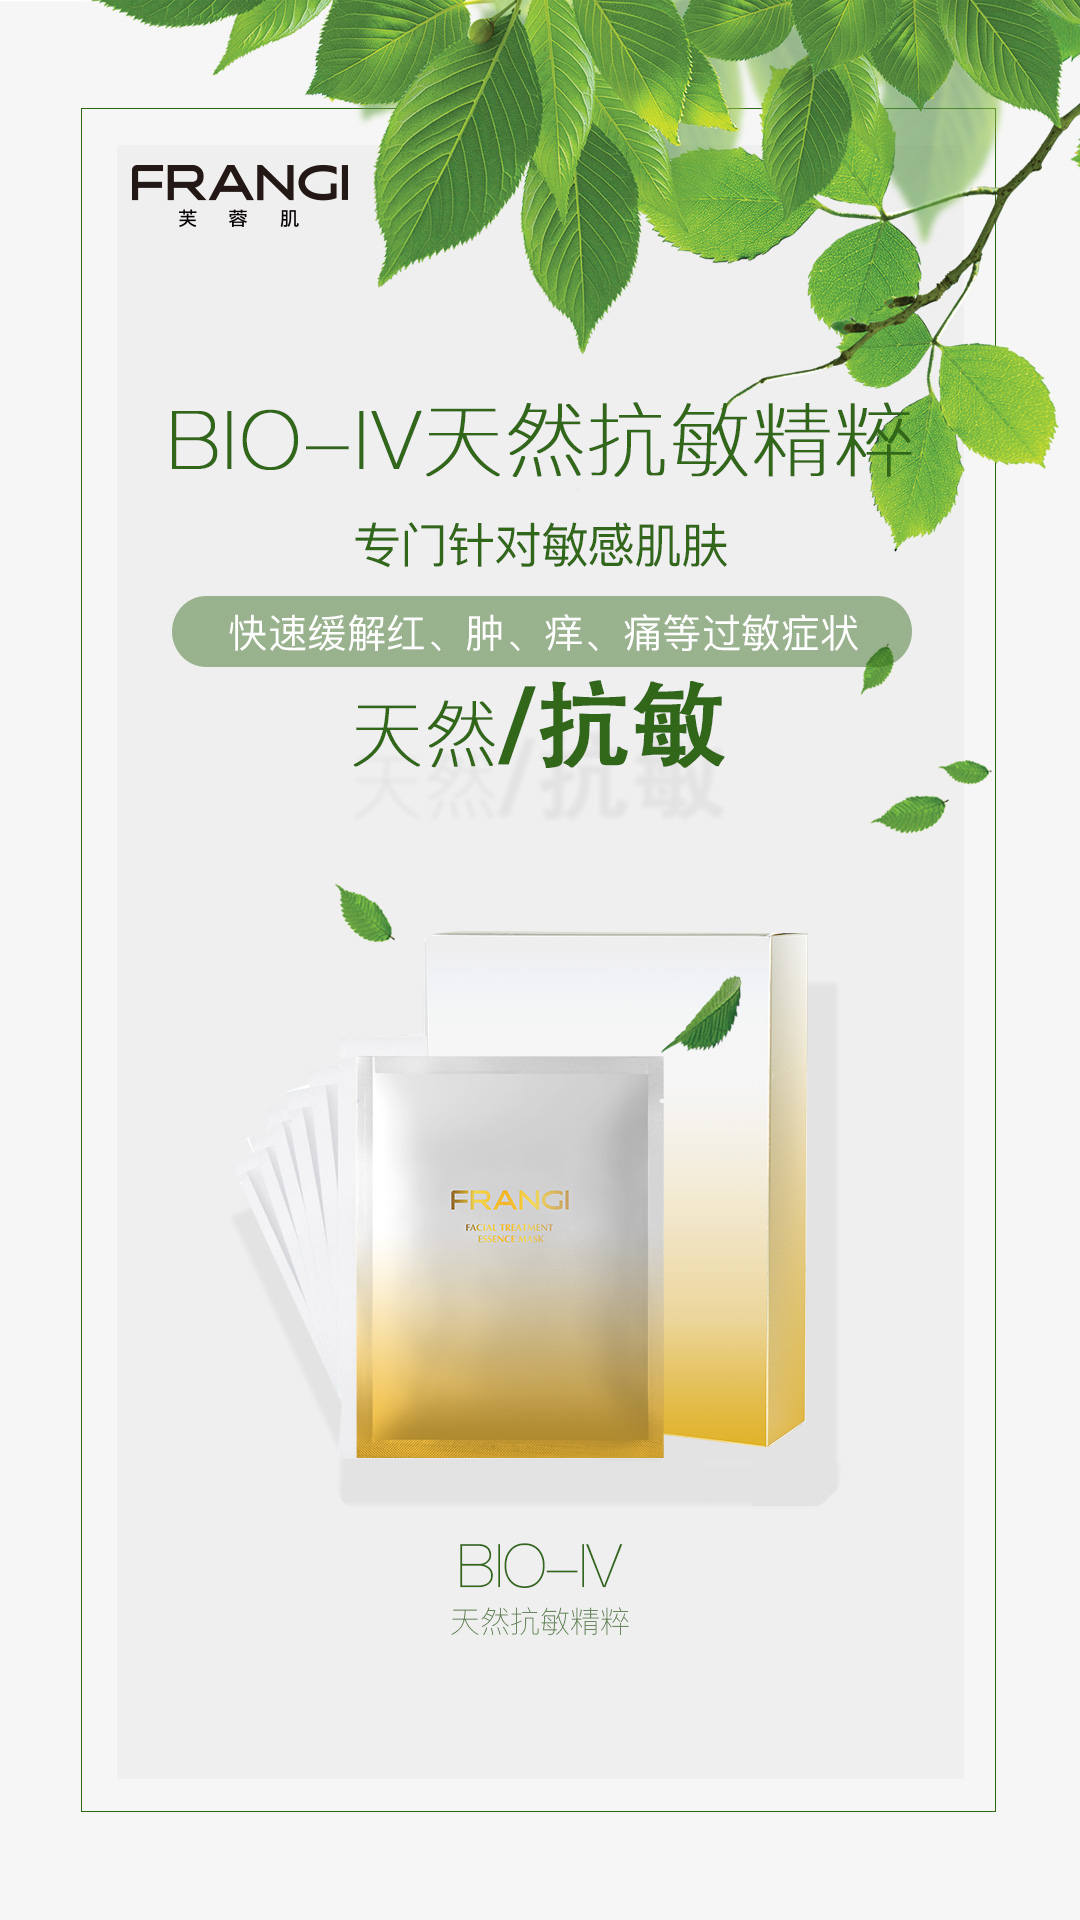 FRANGI
芙蓉肌
BIO-IV天然抗敏精粹
专门针对敏感肌肤
快速缓解红、肿、痒、痛等过敏症状
天然/抗敏
FRANGI
FACIAL TREATMENT
ESSENCE MASK
BIO-IV
天然抗敏精粹